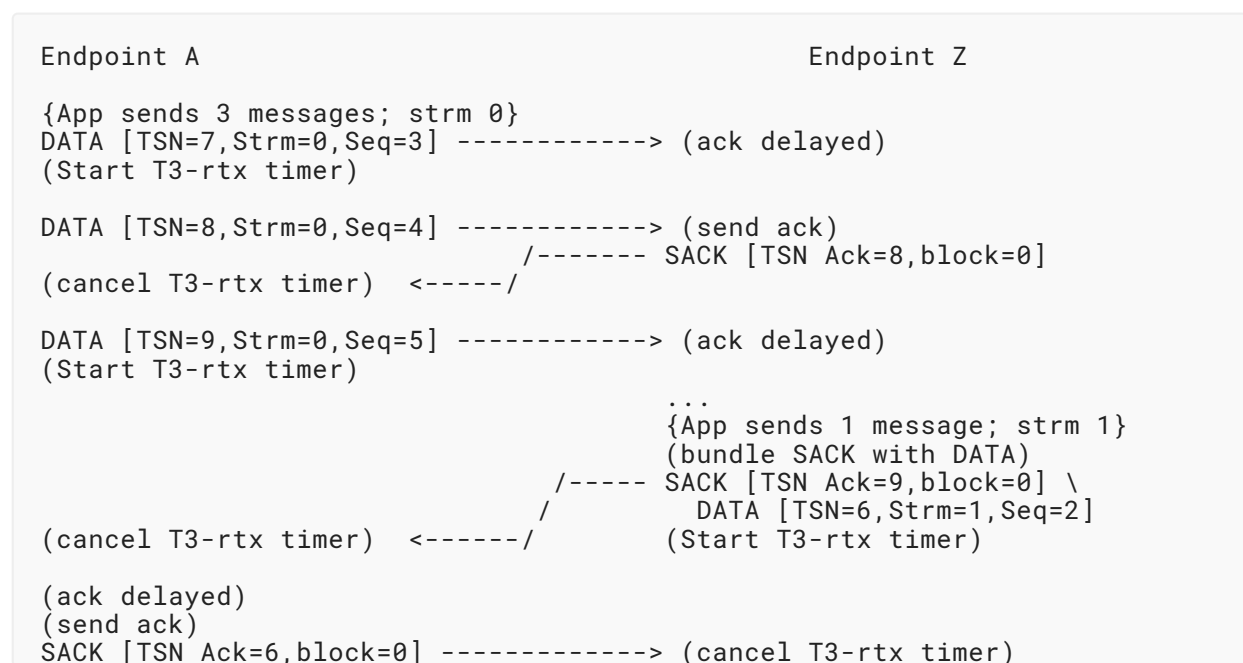 Endpoint A                                       Endpoint Z
{App sends 3 messages; strm 0}
DATA [TSN=7,Strm=0,Seq=3] ------------> (ack delayed)
(Start T3-rtx timer)
DATA [TSN=8,Strm=0,Seq=4] ------------> (send ack)
                              /------- SACK [TSN Ack=8,block=0]
(cancel T3-rtx timer)  <-----/
DATA [TSN=9,Strm=0,Seq=5] ------------> (ack delayed)
(Start T3-rtx timer)
                                       ...
                                       {App sends 1 message; strm 1}
                                       (bundle SACK with DATA)
                                /----- SACK [TSN Ack=9,block=0] \
                               /         DATA [TSN=6,Strm=1,Seq=2]
(cancel T3-rtx timer)  <------/        (Start T3-rtx timer)
(ack delayed)
(send ack)
SACK [TSN Ack=6,block=0] -------------> (cancel T3-rtx timer)